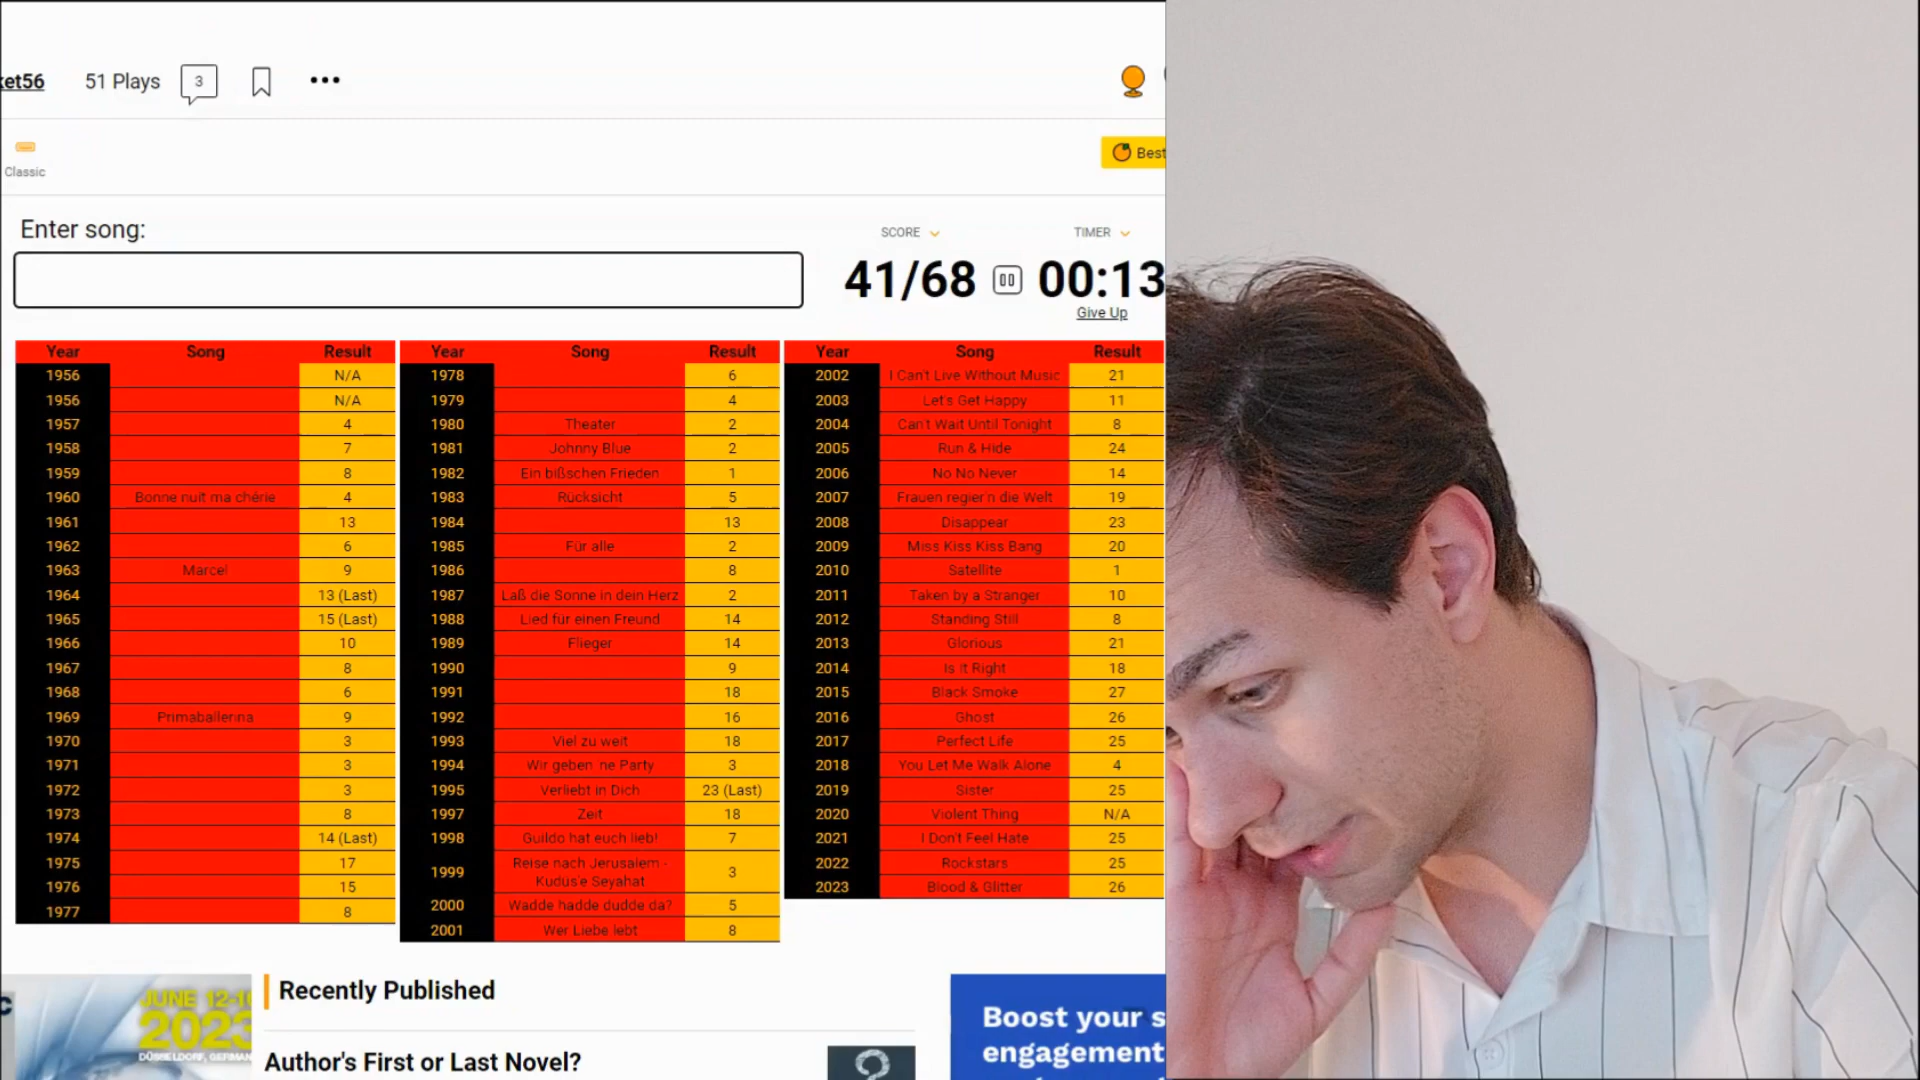 ket56 51 Plays 3
Classic
Best
Enter song:
SCORE TIMER
41/68 00:13
Give Up
Year Song Result
1956 N/A
1956 N/A
1957 4
1958 7
1959 8
1960 Bonne nuit ma chérie 4
1961 13
1962 6
1963 Marcel 9
1964 13 (Last)
1965 15 (Last)
1966 10
1967 8
1968 6
1969 Primaballerina 9
1970 3
1971 3
1972 3
1973 8
1974 14 (Last)
1975 17
1976 15
1977 8
Year Song Result
1978 6
1979 4
1980 Theater 2
1981 Johnny Blue 2
1982 Ein bißschen Frieden 1
1983 Rücksicht 5
1984 13
1985 Für alle 2
1986 8
1987 Laß die Sonne in dein Herz 2
1988 Lied für einen Freund 14
1989 Flieger 14
1990 9
1991 18
1992 16
1993 Viel zu weit 18
1994 Wir geben 'ne Party 3
1995 Verliebt in Dich 23 (Last)
1997 Zeit 18
1998 Guildo hat euch lieb! 7
1999 Reise nach Jerusalem - 3
Kudüs'e Seyahat
2000 Wadde hadde dudde da? 5
2001 Wer Liebe lebt 8
Year Song Result
2002 I Can't Live Without Music 21
2003 Let's Get Happy 11
2004 Can't Wait Until Tonight 8
2005 Run & Hide 24
2006 No No Never 14
2007 Frauen regier'n die Welt 19
2008 Disappear 23
2009 Miss Kiss Kiss Bang 20
2010 Satellite 1
2011 Taken by a Stranger 10
2012 Standing Still 8
2013 Glorious 21
2014 Is It Right 18
2015 Black Smoke 27
2016 Ghost 26
2017 Perfect Life 25
2018 You Let Me Walk Alone 4
2019 Sister 25
2020 Violent Thing N/A
2021 I Don't Feel Hate 25
2022 Rockstars 25
2023 Blood & Glitter 26
JUNE 12-1
2023
DÜSSELDORF, GERMAN
Recently Published
Author's First or Last Novel?
Boost your s
engagement